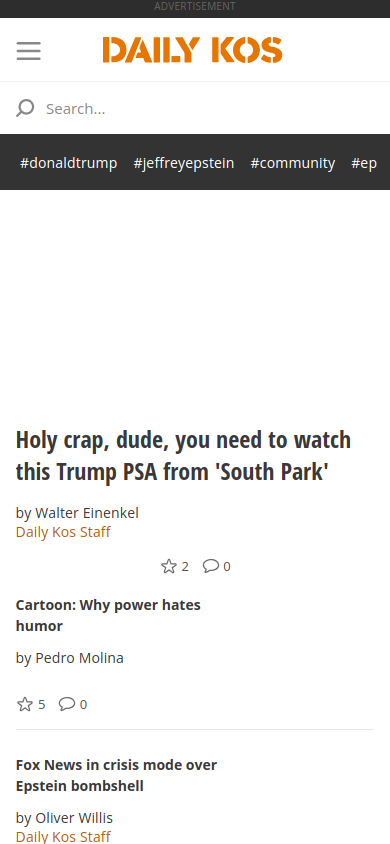 ADVERTISEMENT
DAILY KOS
Search...
#donaldtrump #jeffreyepstein #community #ep
Holy crap, dude, you need to watch
this Trump PSA from 'South Park'
by Walter Einenkel
Daily Kos Staff
2 0
Cartoon: Why power hates
humor
by Pedro Molina
5 0
Fox News in crisis mode over
Epstein bombshell
by Oliver Willis
Daily Kos Staff